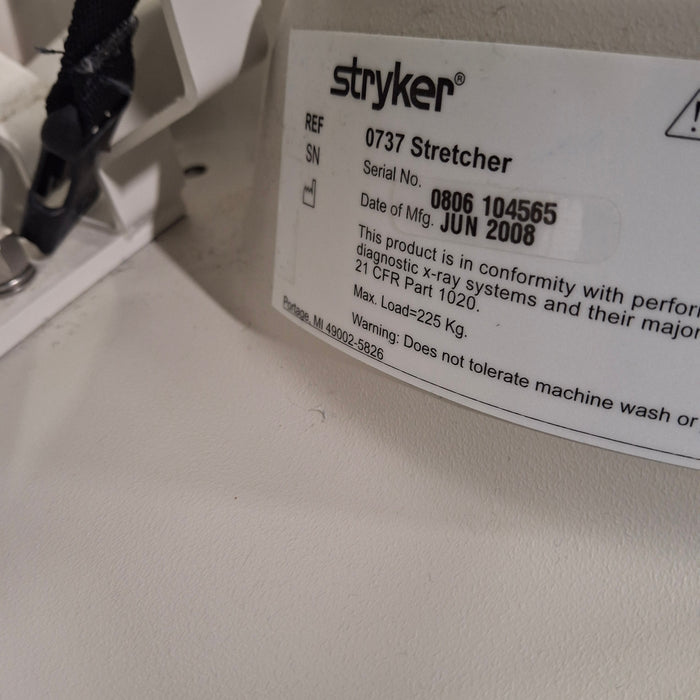 stryker®
REF 0737 Stretcher
SN Serial No. 0806 104565
Date of Mfg. JUN 2008
This product is in conformity with
diagnostic x-ray systems and their major
21 CFR Part 1020.
Max. Load=225 Kg.
Warning: Does not tolerate machine wash or
Portage, MI 49002-5826